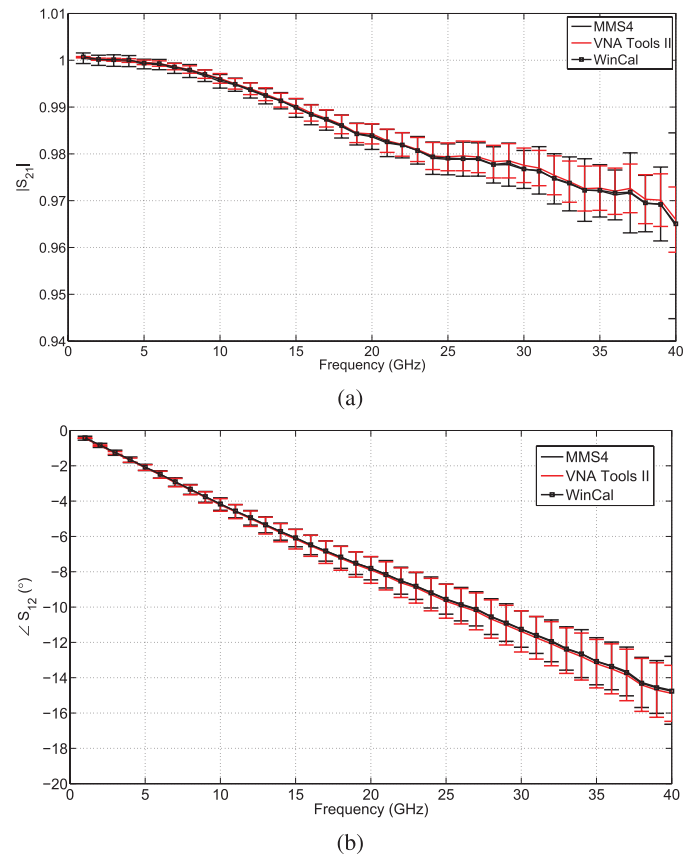 1.01
1
0.99
0.98
0.97
0.96
0.95
0.94
|S21|
MMS4
VNA Tools II
WinCal
0 5 10 15 20 25 30 35 40
Frequency (GHz)
(a)
0
−2
−4
−6
−8
−10
−12
−14
−16
−18
−20
∠ S12 (°)
MMS4
VNA Tools II
WinCal
0 5 10 15 20 25 30 35 40
Frequency (GHz)
(b)